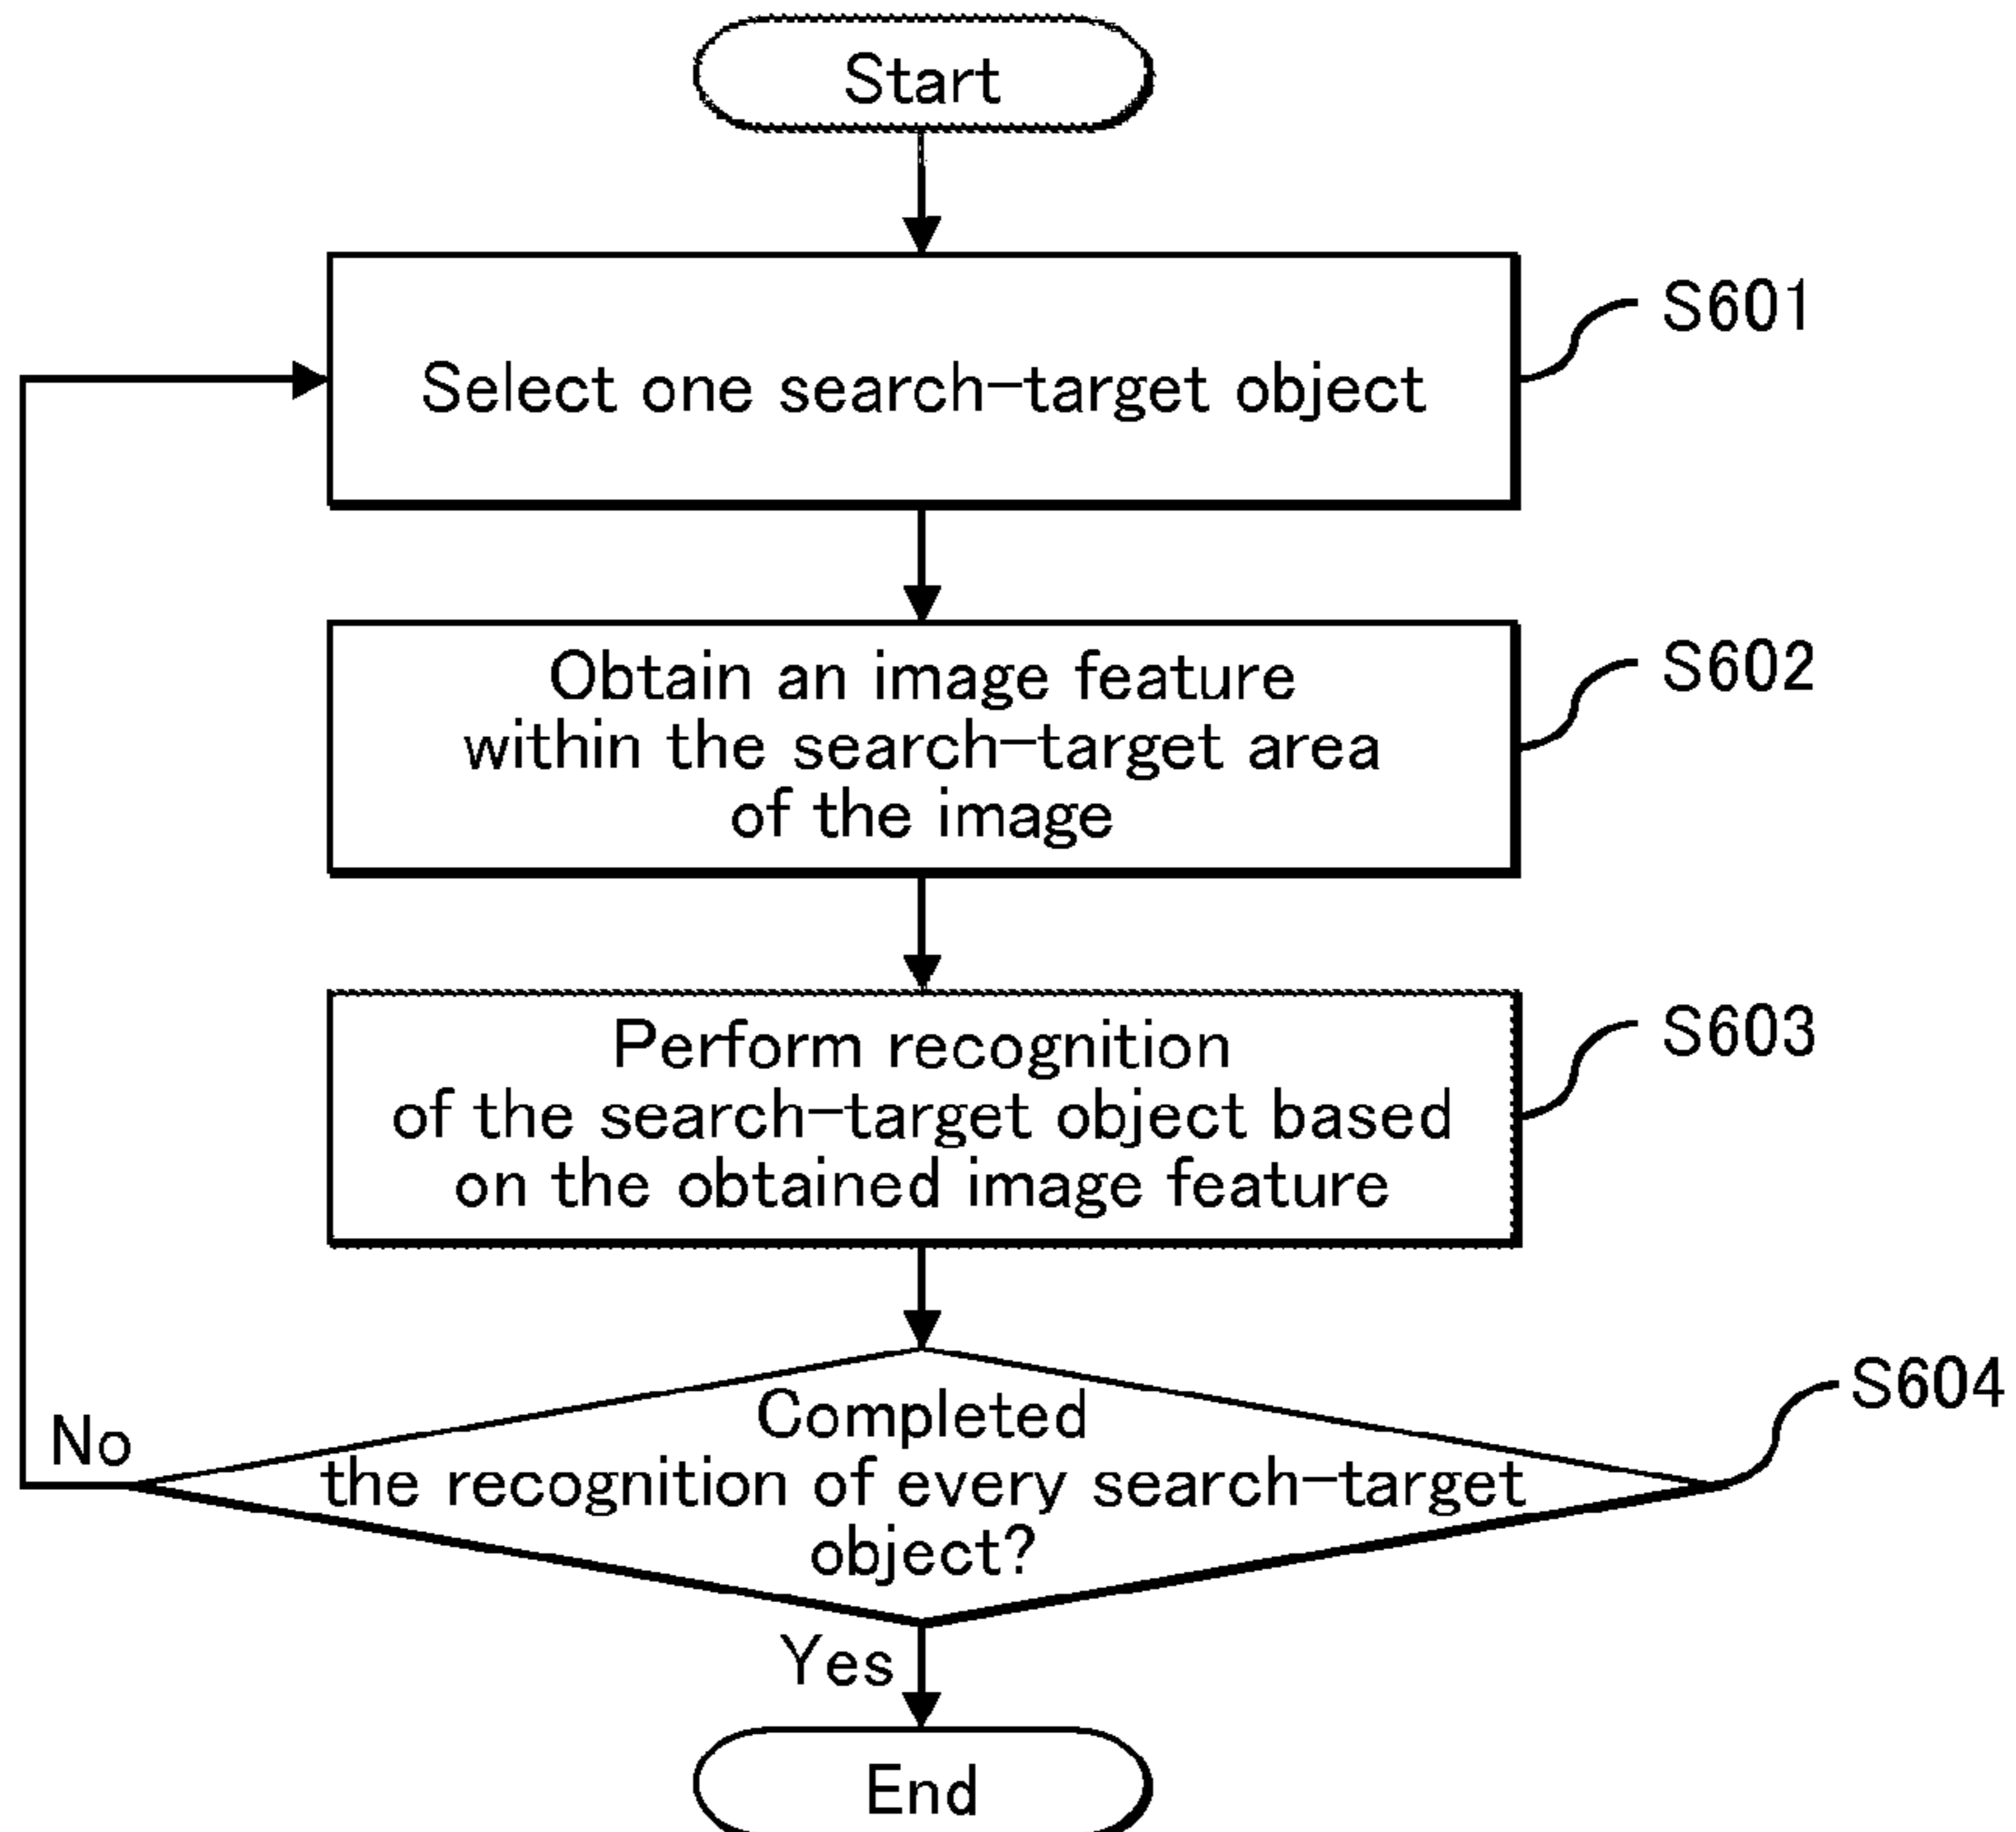 Start
S601
Select one search-target object
S602
Obtain an image feature
within the search-target area
of the image
S603
Perform recognition
of the search-target object based
on the obtained image feature
S604
No
Completed
the recognition of every search-target
object?
Yes
End